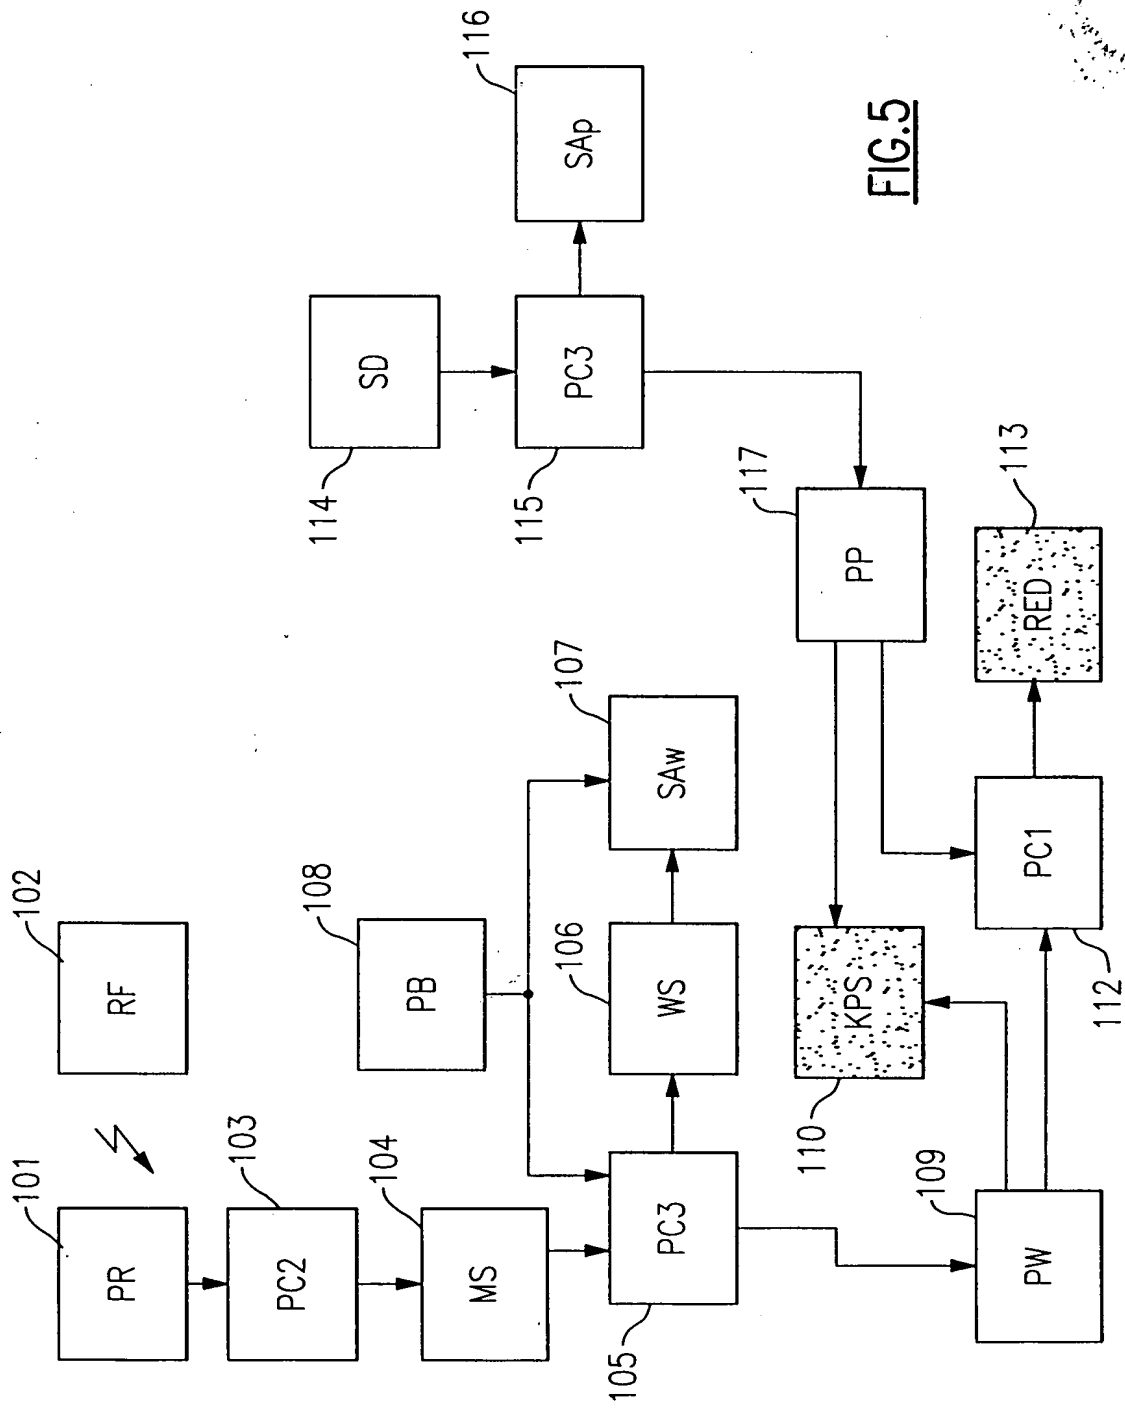 101
PR
102
RF
103
PC2
104
MS
108
PB
105
PC3
106
WS
107
SAw
109
PW
110
KPS
112
PC1
113
RED
114
SD
115
PC3
116
SAp
117
PP
FIG.5